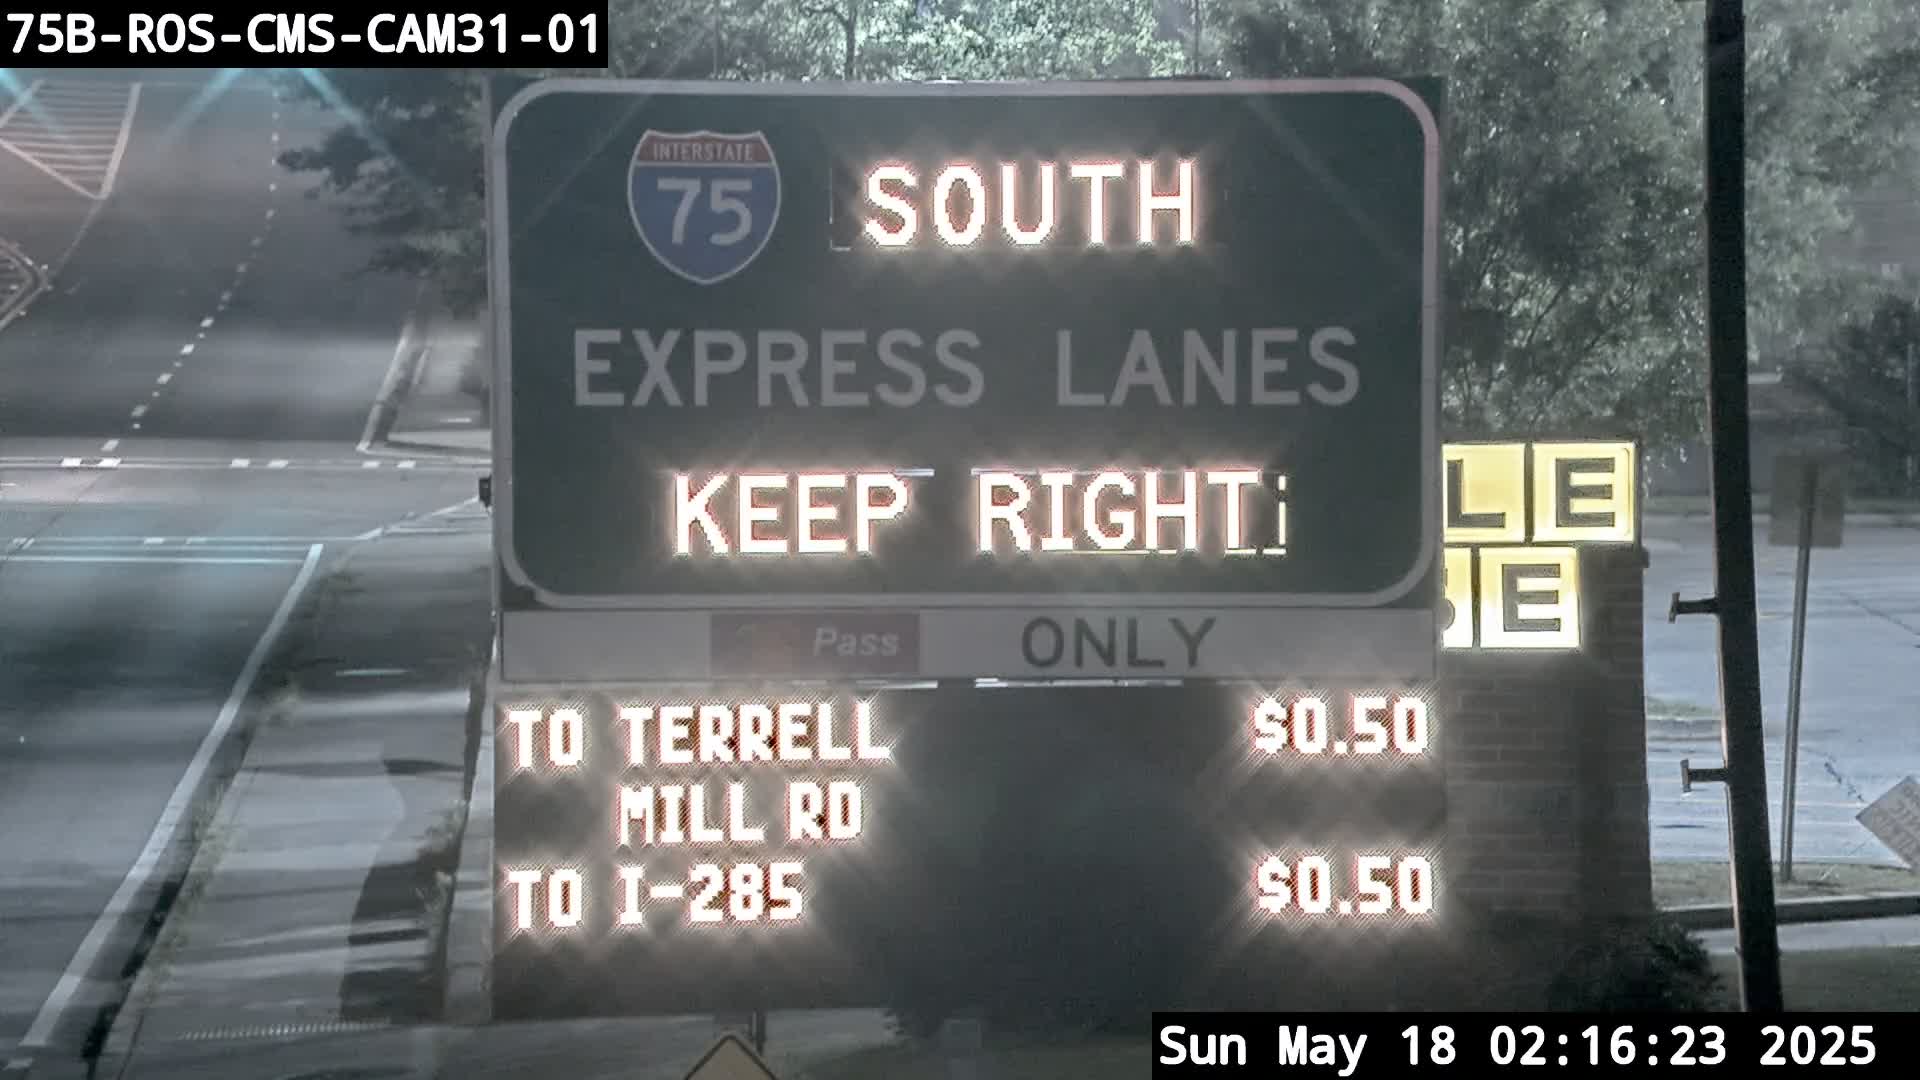 75B-ROS-CMS-CAM31-01
INTERSTATE
75
SOUTH
EXPRESS LANES
KEEP RIGHT
Pass ONLY
LE
E
TO TERRELL $0.50
MILL RD
TO I-285 $0.50
Sun May 18 02:16:23 2025